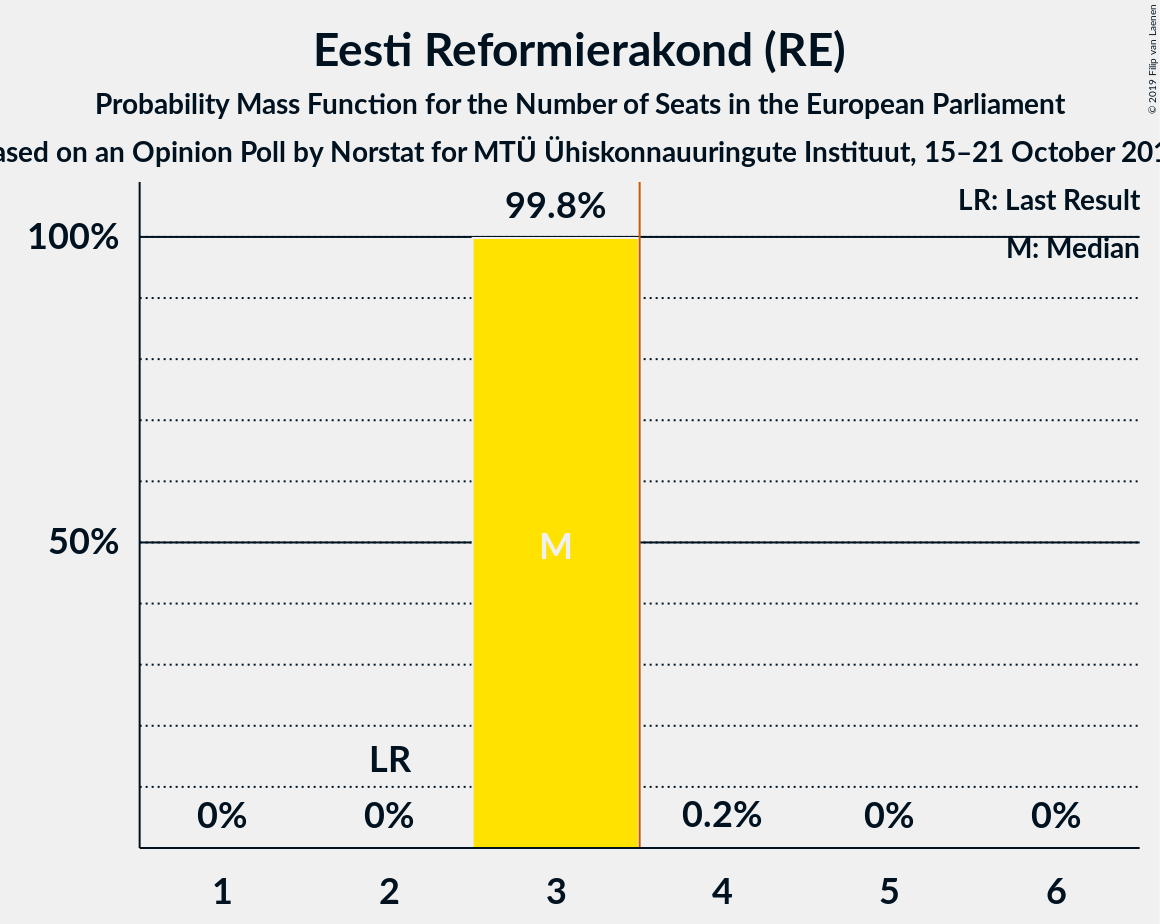 Eesti Reformierakond (RE)
Probability Mass Function for the Number of Seats in the European Parliament
on an Opinion Poll by Norstat for MTÜ Ühiskonnauuringute Instituut, 15–21 October
© 2019 Filip van Laenen
LR: Last Result
M: Median
99.8%
100%
50%
M
LR
0%
0%
0.2%
0%
0%
1
2
3
4
5
6